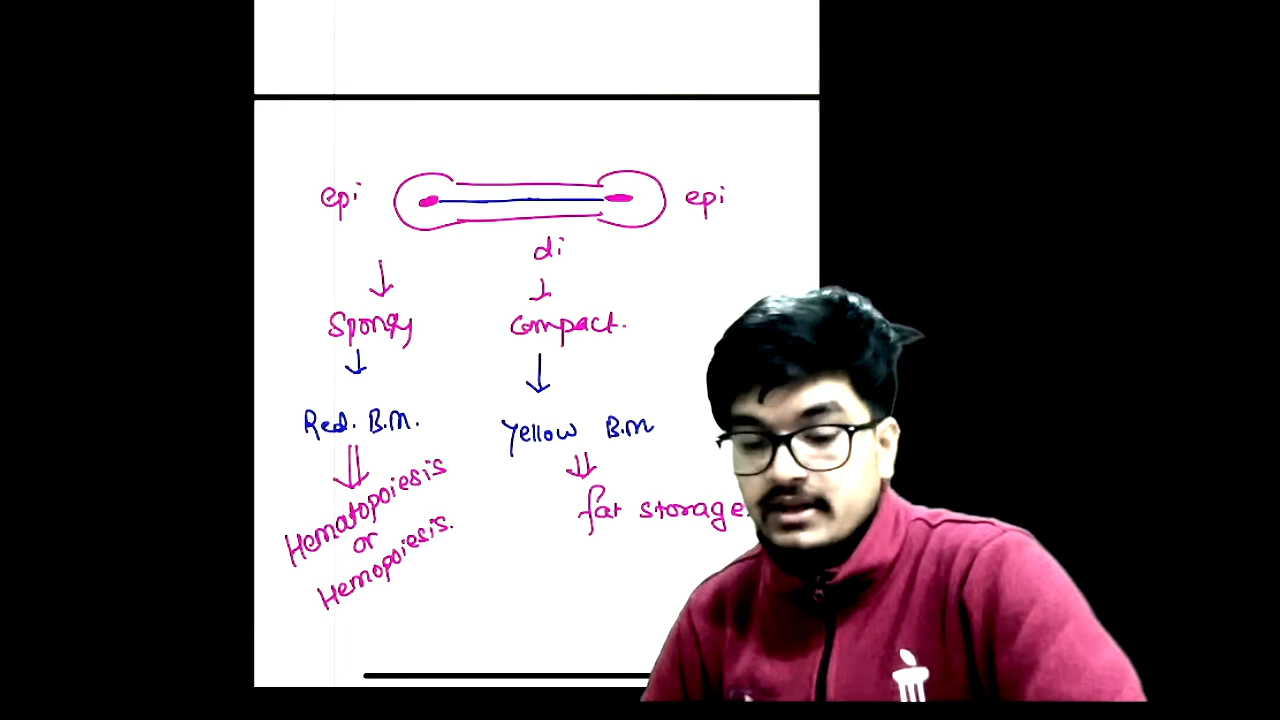 epi
epi
di
Spongy
Compact.
Red. B.M.
Yellow B.M
Hematopoiesis
or
Hemopoiesis.
fat storage.